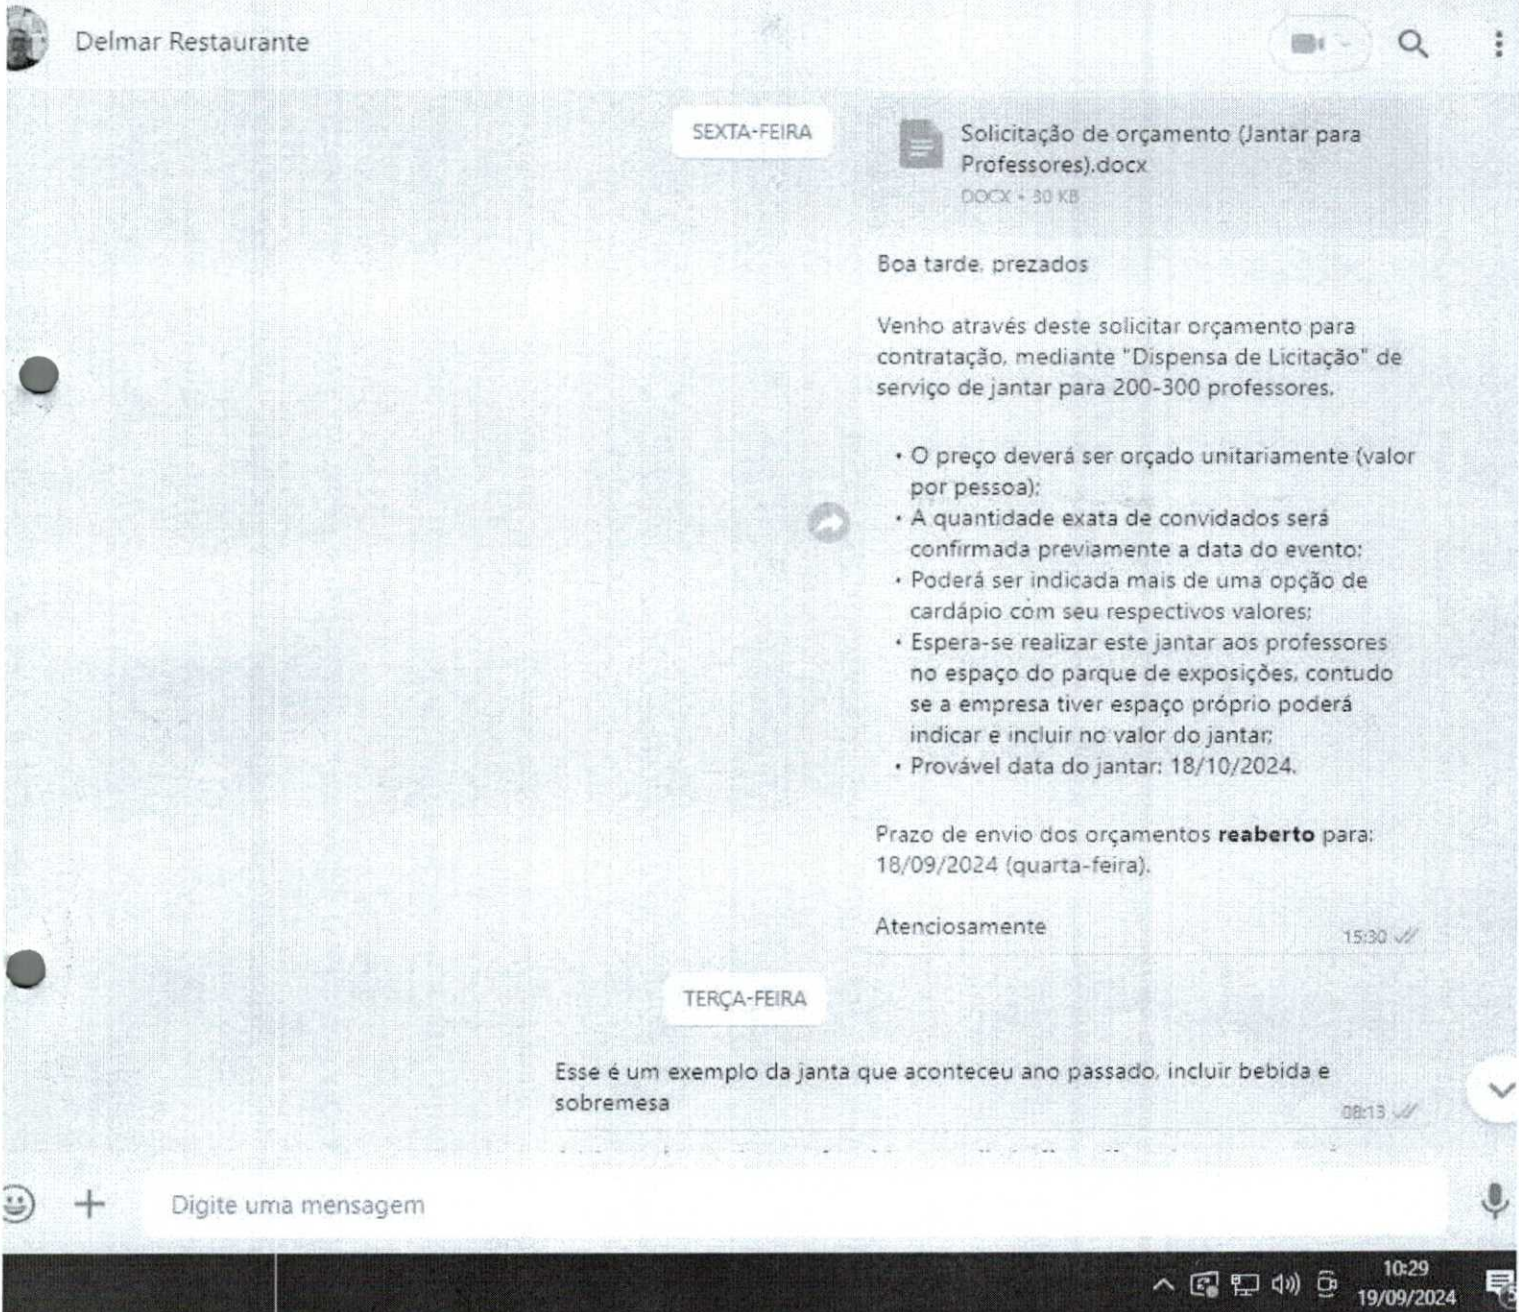 Delmar Restaurante
SEXTA-FEIRA
Solicitação de orçamento (Jantar para
Professores).docx
DOCX • 30 KB
Boa tarde, prezados
Venho através deste solicitar orçamento para
contratação, mediante "Dispensa de Licitação" de
serviço de jantar para 200-300 professores.
• O preço deverá ser orçado unitariamente (valor
por pessoa);
• A quantidade exata de convidados será
confirmada previamente a data do evento;
• Poderá ser indicada mais de uma opção de
cardápio com seu respectivos valores;
• Espera-se realizar este jantar aos professores
no espaço do parque de exposições, contudo
se a empresa tiver espaço próprio poderá
indicar e incluir no valor do jantar;
• Provável data do jantar: 18/10/2024.
Prazo de envio dos orçamentos reaberto para:
18/09/2024 (quarta-feira).
Atenciosamente
15:30
TERÇA-FEIRA
Esse é um exemplo da janta que aconteceu ano passado, incluir bebida e
sobremesa
08:13
Digite uma mensagem
10:29
19/09/2024